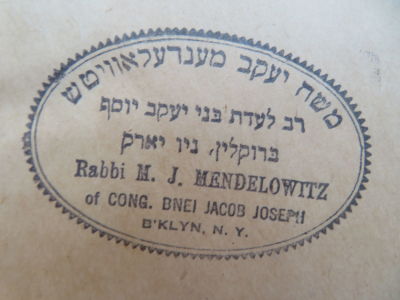 משה יעקב מענדעלאוויטש
רב לעדת בני יעקב יוסף
ברוקלין, ניו יארק
Rabbi M. J. MENDELOWITZ
of CONG. BNEI JACOB JOSEPH
B'KLYN, N. Y.